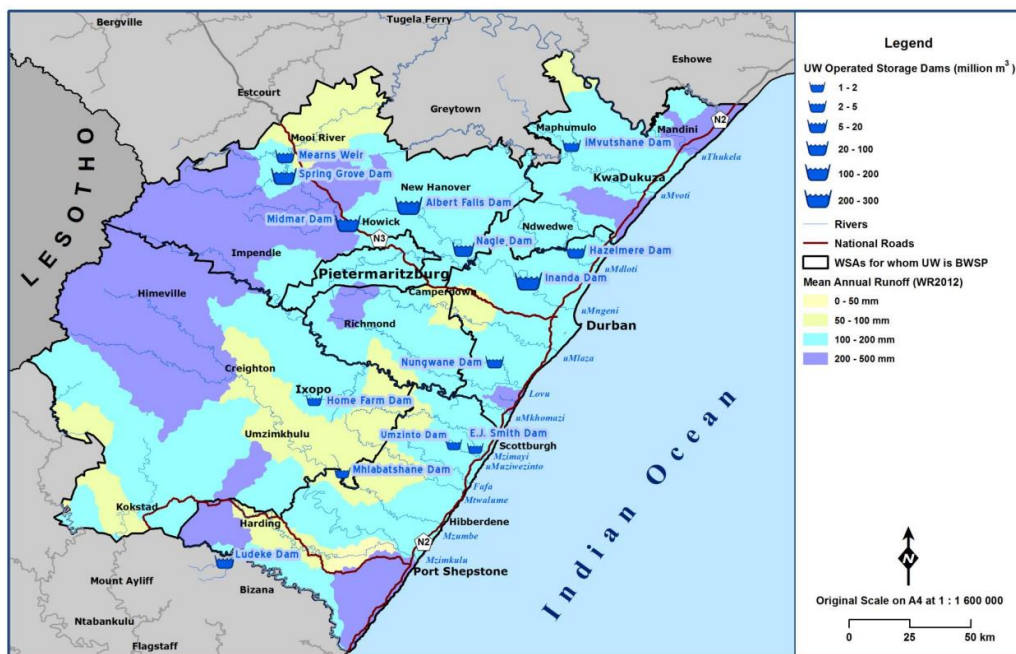 Bergville
Tugela Ferry
Eshowe
Estcourt
Greytown
N2
Maphumulo
Mandini
Mooi River
iMvutshane Dam
uThukela
Mearns Weir
Spring Grove Dam
KwaDukuza
uMvoti
New Hanover
Albert Falls Dam
LESOTHO
Midmar Dam
Howick
Ndwedwe
N3
Nagle Dam
Hazelmere Dam
Impendle
uMdloti
Pietermaritzburg
Inanda Dam
Himeville
Camperdown
uMngeni
Richmond
Durban
uMlaza
Nungwane Dam
Creighton
Ixopo
Lovu
Home Farm Dam
uMkhomazi
Umzimkhulu
Umzinto Dam
E.J. Smith Dam
Scottburgh
Mzimayi
uMuziwezinto
Mhlabatshane Dam
Fafa
Mtwalume
Kokstad
Harding
Hibberdene
Mzumbe
N2
Ludeke Dam
Mzimkulu
Port Shepstone
Mount Ayliff
Bizana
Ntabankulu
Flagstaff
Indian Ocean
Legend
UW Operated Storage Dams (million m³)
1 - 2
2 - 5
5 - 20
20 - 100
100 - 200
200 - 300
Rivers
National Roads
WSAs for whom UW is BWSP
Mean Annual Runoff (WR2012)
0 - 50 mm
50 - 100 mm
100 - 200 mm
200 - 500 mm
N
Original Scale on A4 at 1 : 1 600 000
0 25 50 km